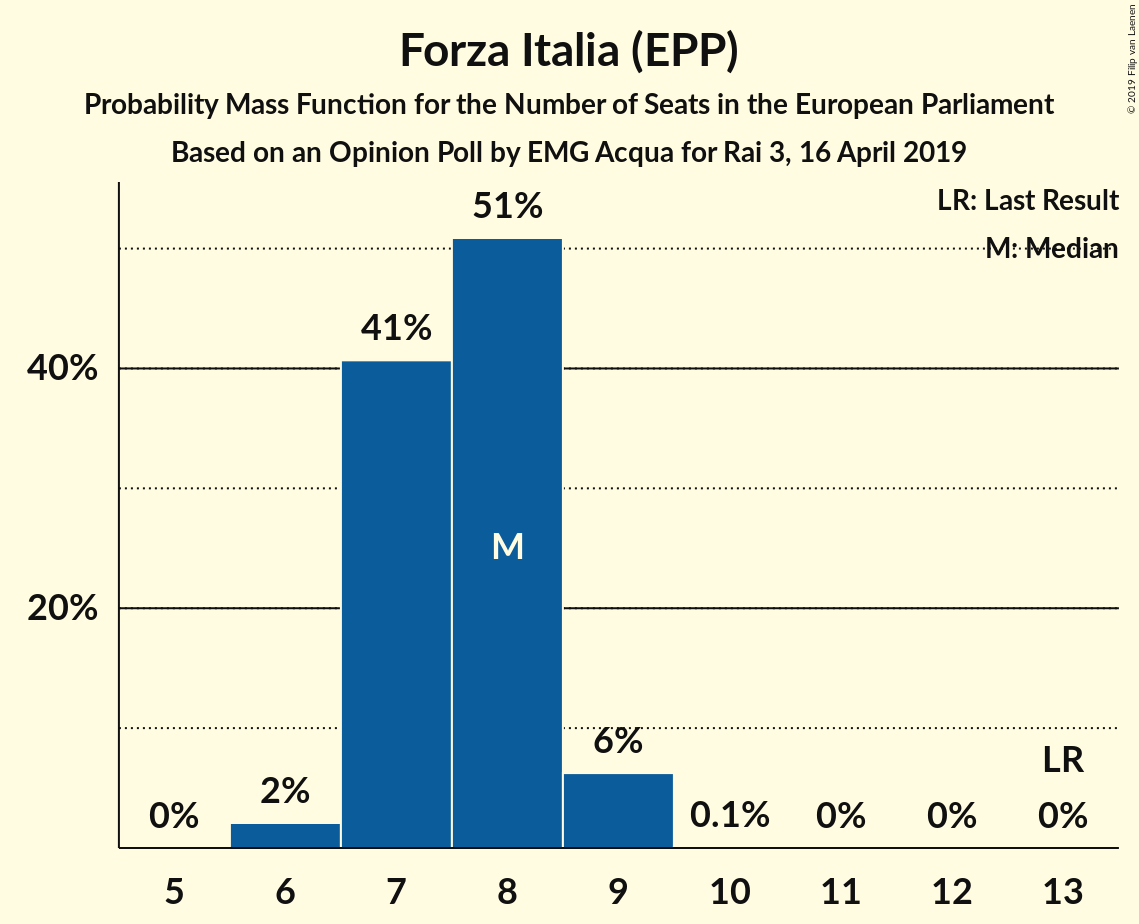 Forza Italia (EPP)
Probability Mass Function for the Number of Seats in the European Parliament
Based on an Opinion Poll by EMG Acqua for Rai 3, 16 April 2019
© 2019 Filip van Laenen
LR: Last Result
M: Median
51%
41%
40%
M
20%
6%
LR
2%
0%
0.1%
0%
0%
0%
5 6 7 8 9 10 11 12 13